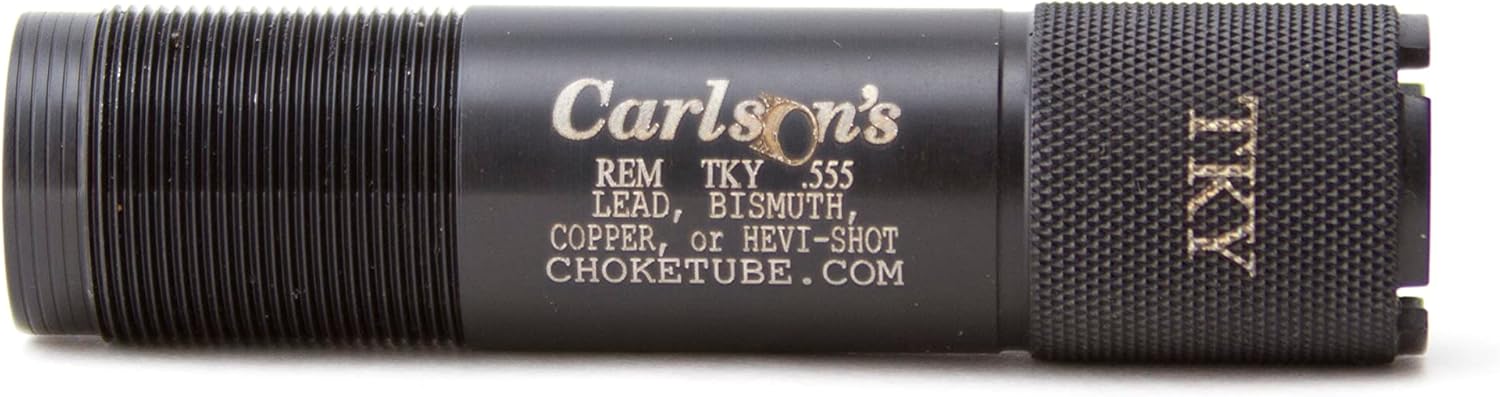 Carlson's
REM TKY .555
LEAD, BISMUTH,
COPPER, or HEVI-SHOT
CHOKETUBE.COM
TKY